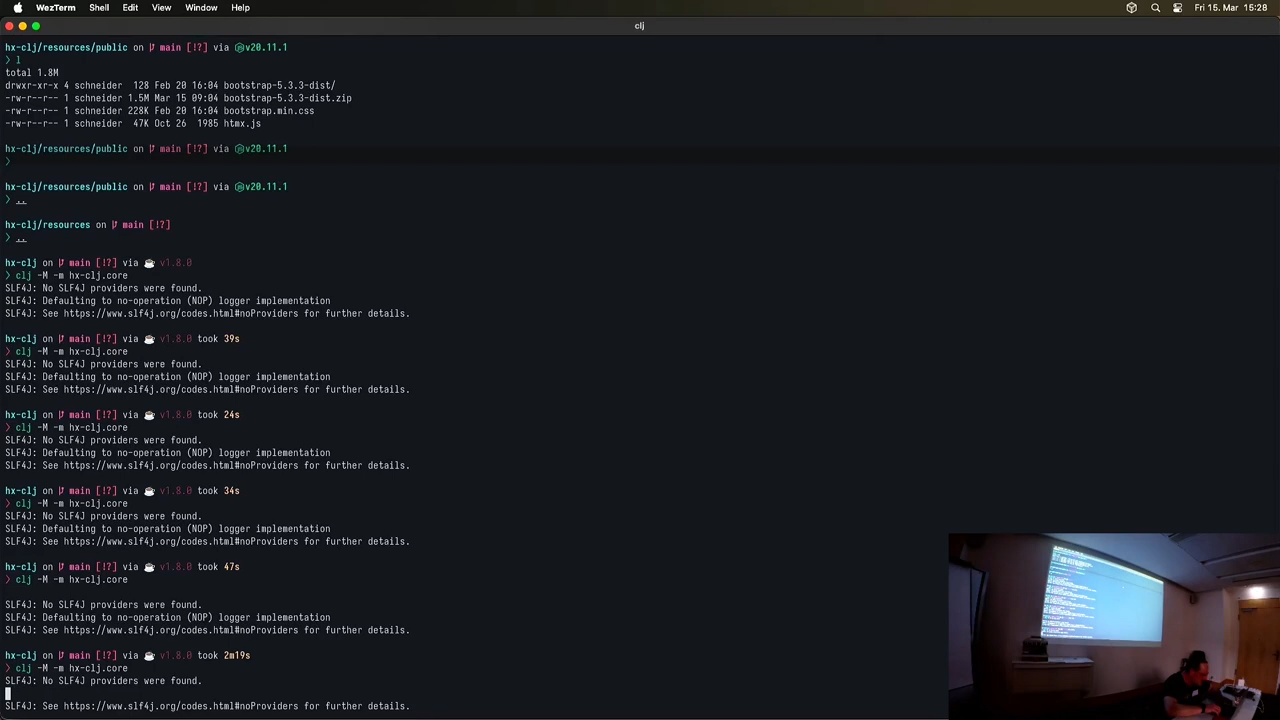 WezTerm Shell Edit View Window Help Fri 15. Mar 15:28
clj
hx-clj/resources/public on main [!?] via v20.11.1
❯ l
total 1.8M
drwxr-xr-x 4 schneider 128 Feb 20 16:04 bootstrap-5.3.3-dist/
-rw-r--r-- 1 schneider 1.5M Mar 15 09:04 bootstrap-5.3.3-dist.zip
-rw-r--r-- 1 schneider 228K Feb 20 16:04 bootstrap.min.css
-rw-r--r-- 1 schneider 47K Oct 26 1985 htmx.js
hx-clj/resources/public on main [!?] via v20.11.1
❯
hx-clj/resources/public on main [!?] via v20.11.1
❯ ..
hx-clj/resources on main [!?]
❯ ..
hx-clj on main [!?] via ☕ v1.8.0
❯ clj -M -m hx-clj.core
SLF4J: No SLF4J providers were found.
SLF4J: Defaulting to no-operation (NOP) logger implementation
SLF4J: See https://www.slf4j.org/codes.html#noProviders for further details.
hx-clj on main [!?] via ☕ v1.8.0 took 39s
❯ clj -M -m hx-clj.core
SLF4J: No SLF4J providers were found.
SLF4J: Defaulting to no-operation (NOP) logger implementation
SLF4J: See https://www.slf4j.org/codes.html#noProviders for further details.
hx-clj on main [!?] via ☕ v1.8.0 took 24s
❯ clj -M -m hx-clj.core
SLF4J: No SLF4J providers were found.
SLF4J: Defaulting to no-operation (NOP) logger implementation
SLF4J: See https://www.slf4j.org/codes.html#noProviders for further details.
hx-clj on main [!?] via ☕ v1.8.0 took 34s
❯ clj -M -m hx-clj.core
SLF4J: No SLF4J providers were found.
SLF4J: Defaulting to no-operation (NOP) logger implementation
SLF4J: See https://www.slf4j.org/codes.html#noProviders for further details.
hx-clj on main [!?] via ☕ v1.8.0 took 47s
❯ clj -M -m hx-clj.core
SLF4J: No SLF4J providers were found.
SLF4J: Defaulting to no-operation (NOP) logger implementation
SLF4J: See https://www.slf4j.org/codes.html#noProviders for further details.
hx-clj on main [!?] via ☕ v1.8.0 took 2m19s
❯ clj -M -m hx-clj.core
SLF4J: No SLF4J providers were found.
SLF4J: See https://www.slf4j.org/codes.html#noProviders for further details.